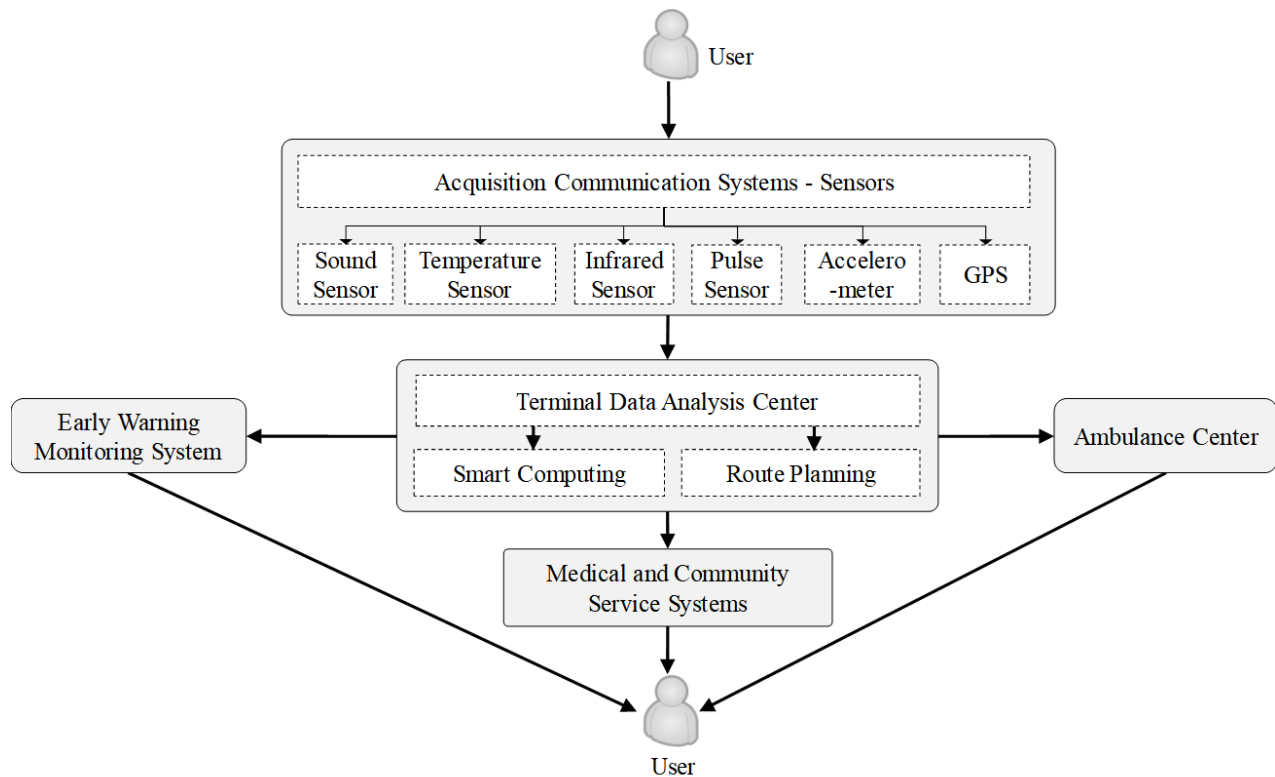 User
Acquisition Communication Systems - Sensors
Sound
Sensor
Temperature
Sensor
Infrared
Sensor
Pulse
Sensor
Accelero
-meter
GPS
Terminal Data Analysis Center
Smart Computing
Route Planning
Early Warning
Monitoring System
Ambulance Center
Medical and Community
Service Systems
User